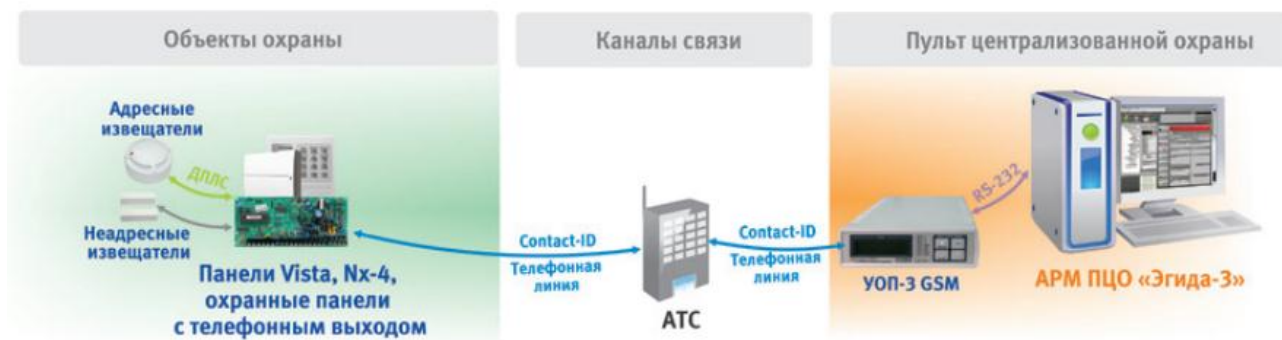 Объекты охраны
Каналы связи
Пульт централизованной охраны
Адресные
извещатели
ДПЛС
Неадресные
извещатели
Панели Vista, Nx-4,
охранные панели
с телефонным выходом
Contact-ID
Телефонная
линия
АТС
Contact-ID
Телефонная
линия
УОП-3 GSM
RS-232
АРМ ПЦО «Эгида-3»